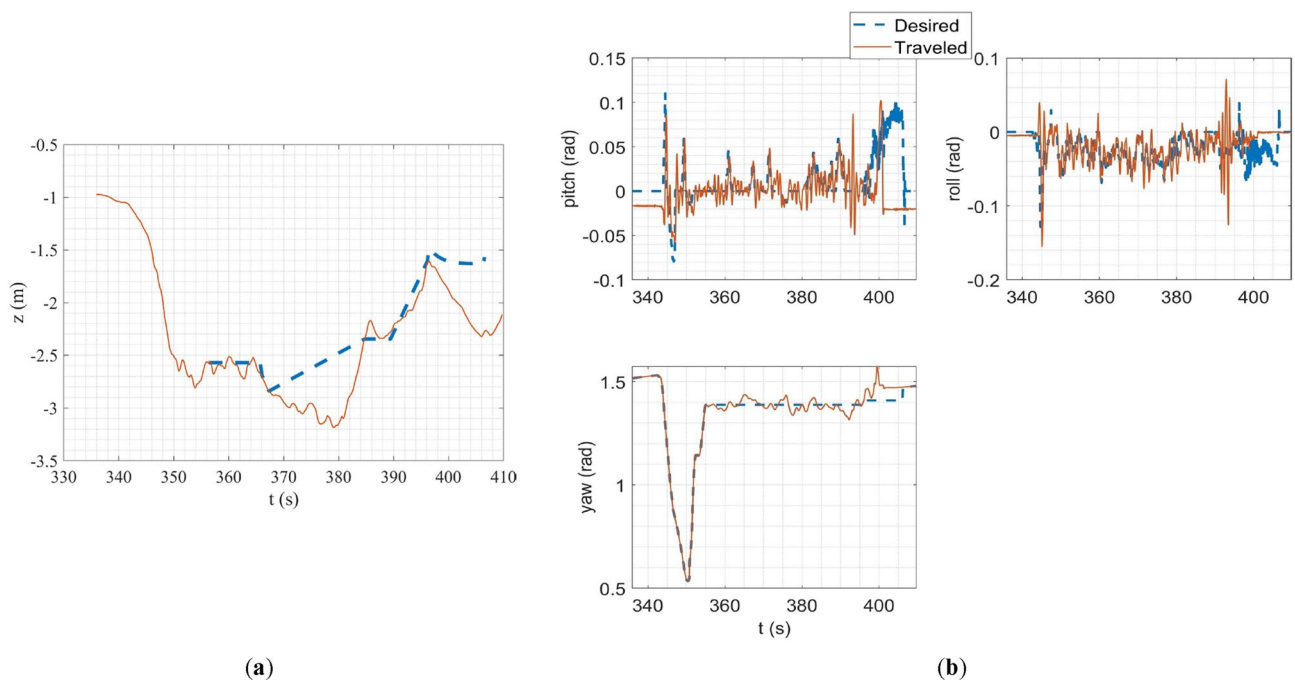 Desired
Traveled
-0.5
-1
-1.5
-2
-2.5
-3
-3.5
z (m)
330 340 350 360 370 380 390 400 410
t (s)
0.15
0.1
0.05
0
-0.05
-0.1
pitch (rad)
340 360 380 400
0.1
0
-0.1
-0.2
roll (rad)
340 360 380 400
1.5
1
0.5
yaw (rad)
340 360 380 400
t (s)
(a)
(b)